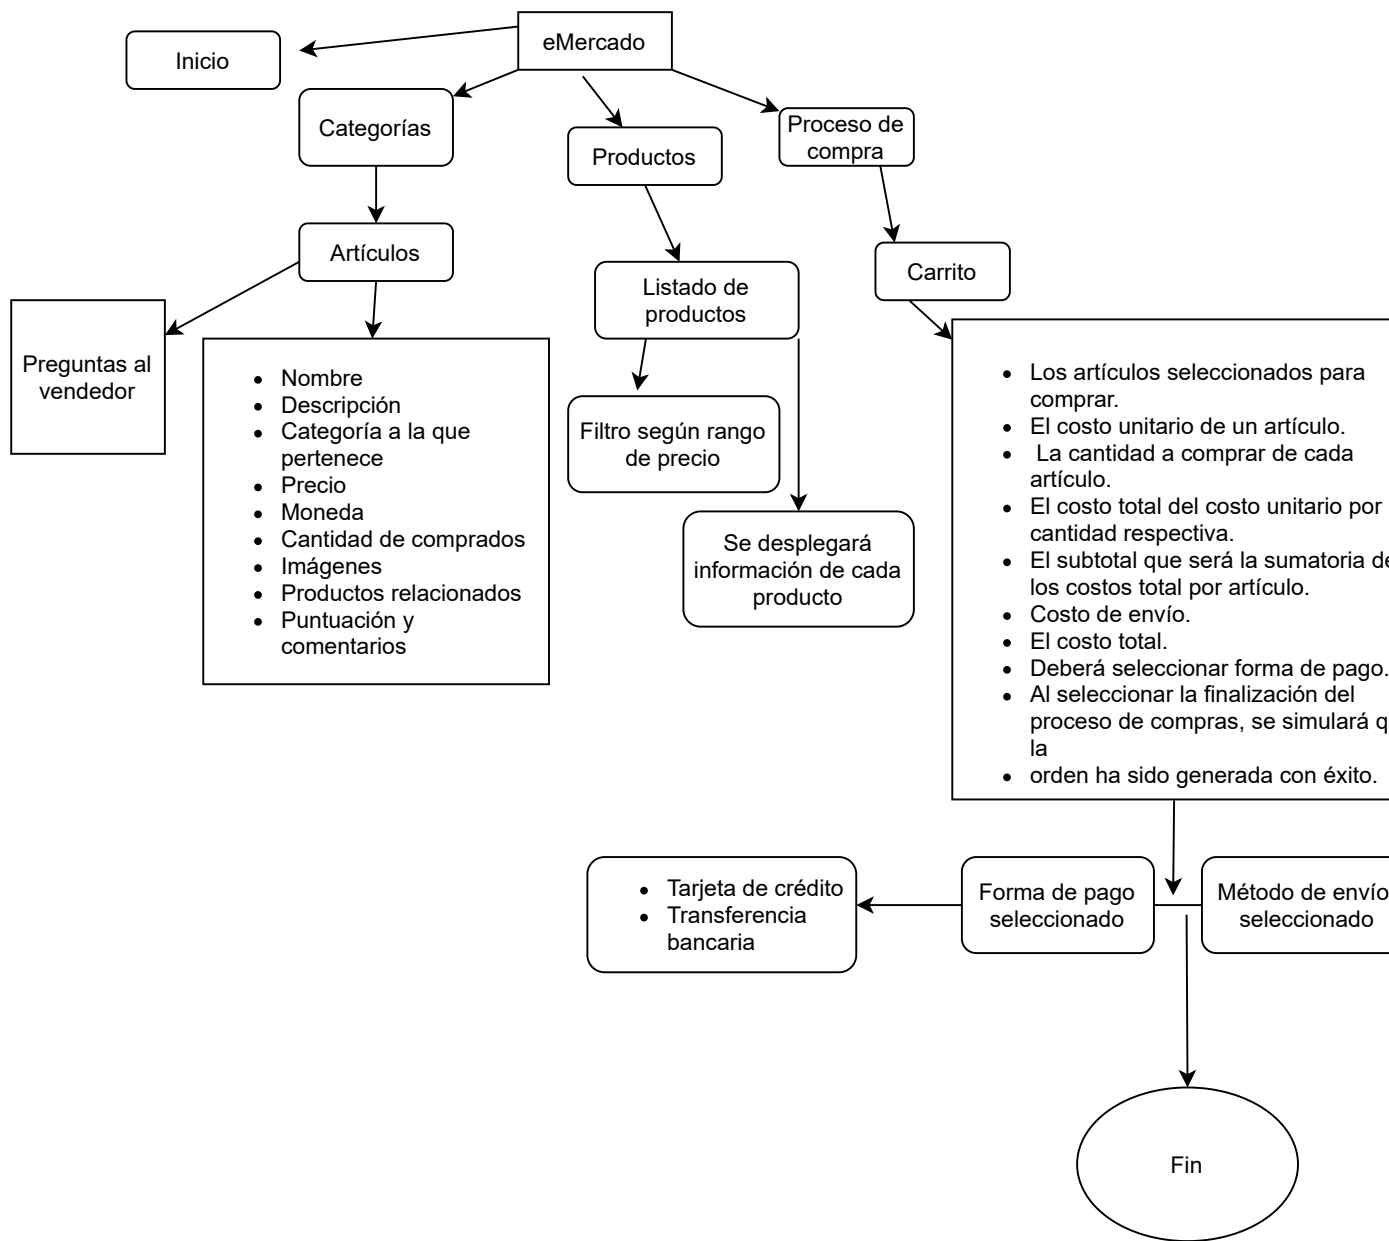 eMercado
Inicio
Categorías
Proceso de
compra
Productos
Artículos
Carrito
Listado de
productos
Preguntas al
vendedor
• Nombre
• Descripción
• Categoría a la que
pertenece
• Precio
• Moneda
• Cantidad de comprados
• Imágenes
• Productos relacionados
• Puntuación y
comentarios
Filtro según rango
de precio
Se desplegará
información de cada
producto
• Los artículos seleccionados para
comprar.
• El costo unitario de un artículo.
• La cantidad a comprar de cada
artículo.
• El costo total del costo unitario por
cantidad respectiva.
• El subtotal que será la sumatoria de
los costos total por artículo.
• Costo de envío.
• El costo total.
• Deberá seleccionar forma de pago.
• Al seleccionar la finalización del
proceso de compras, se simulará
la
• orden ha sido generada con éxito.
• Tarjeta de crédito
• Transferencia
bancaria
Forma de pago
seleccionado
Método de envío
seleccionado
Fin